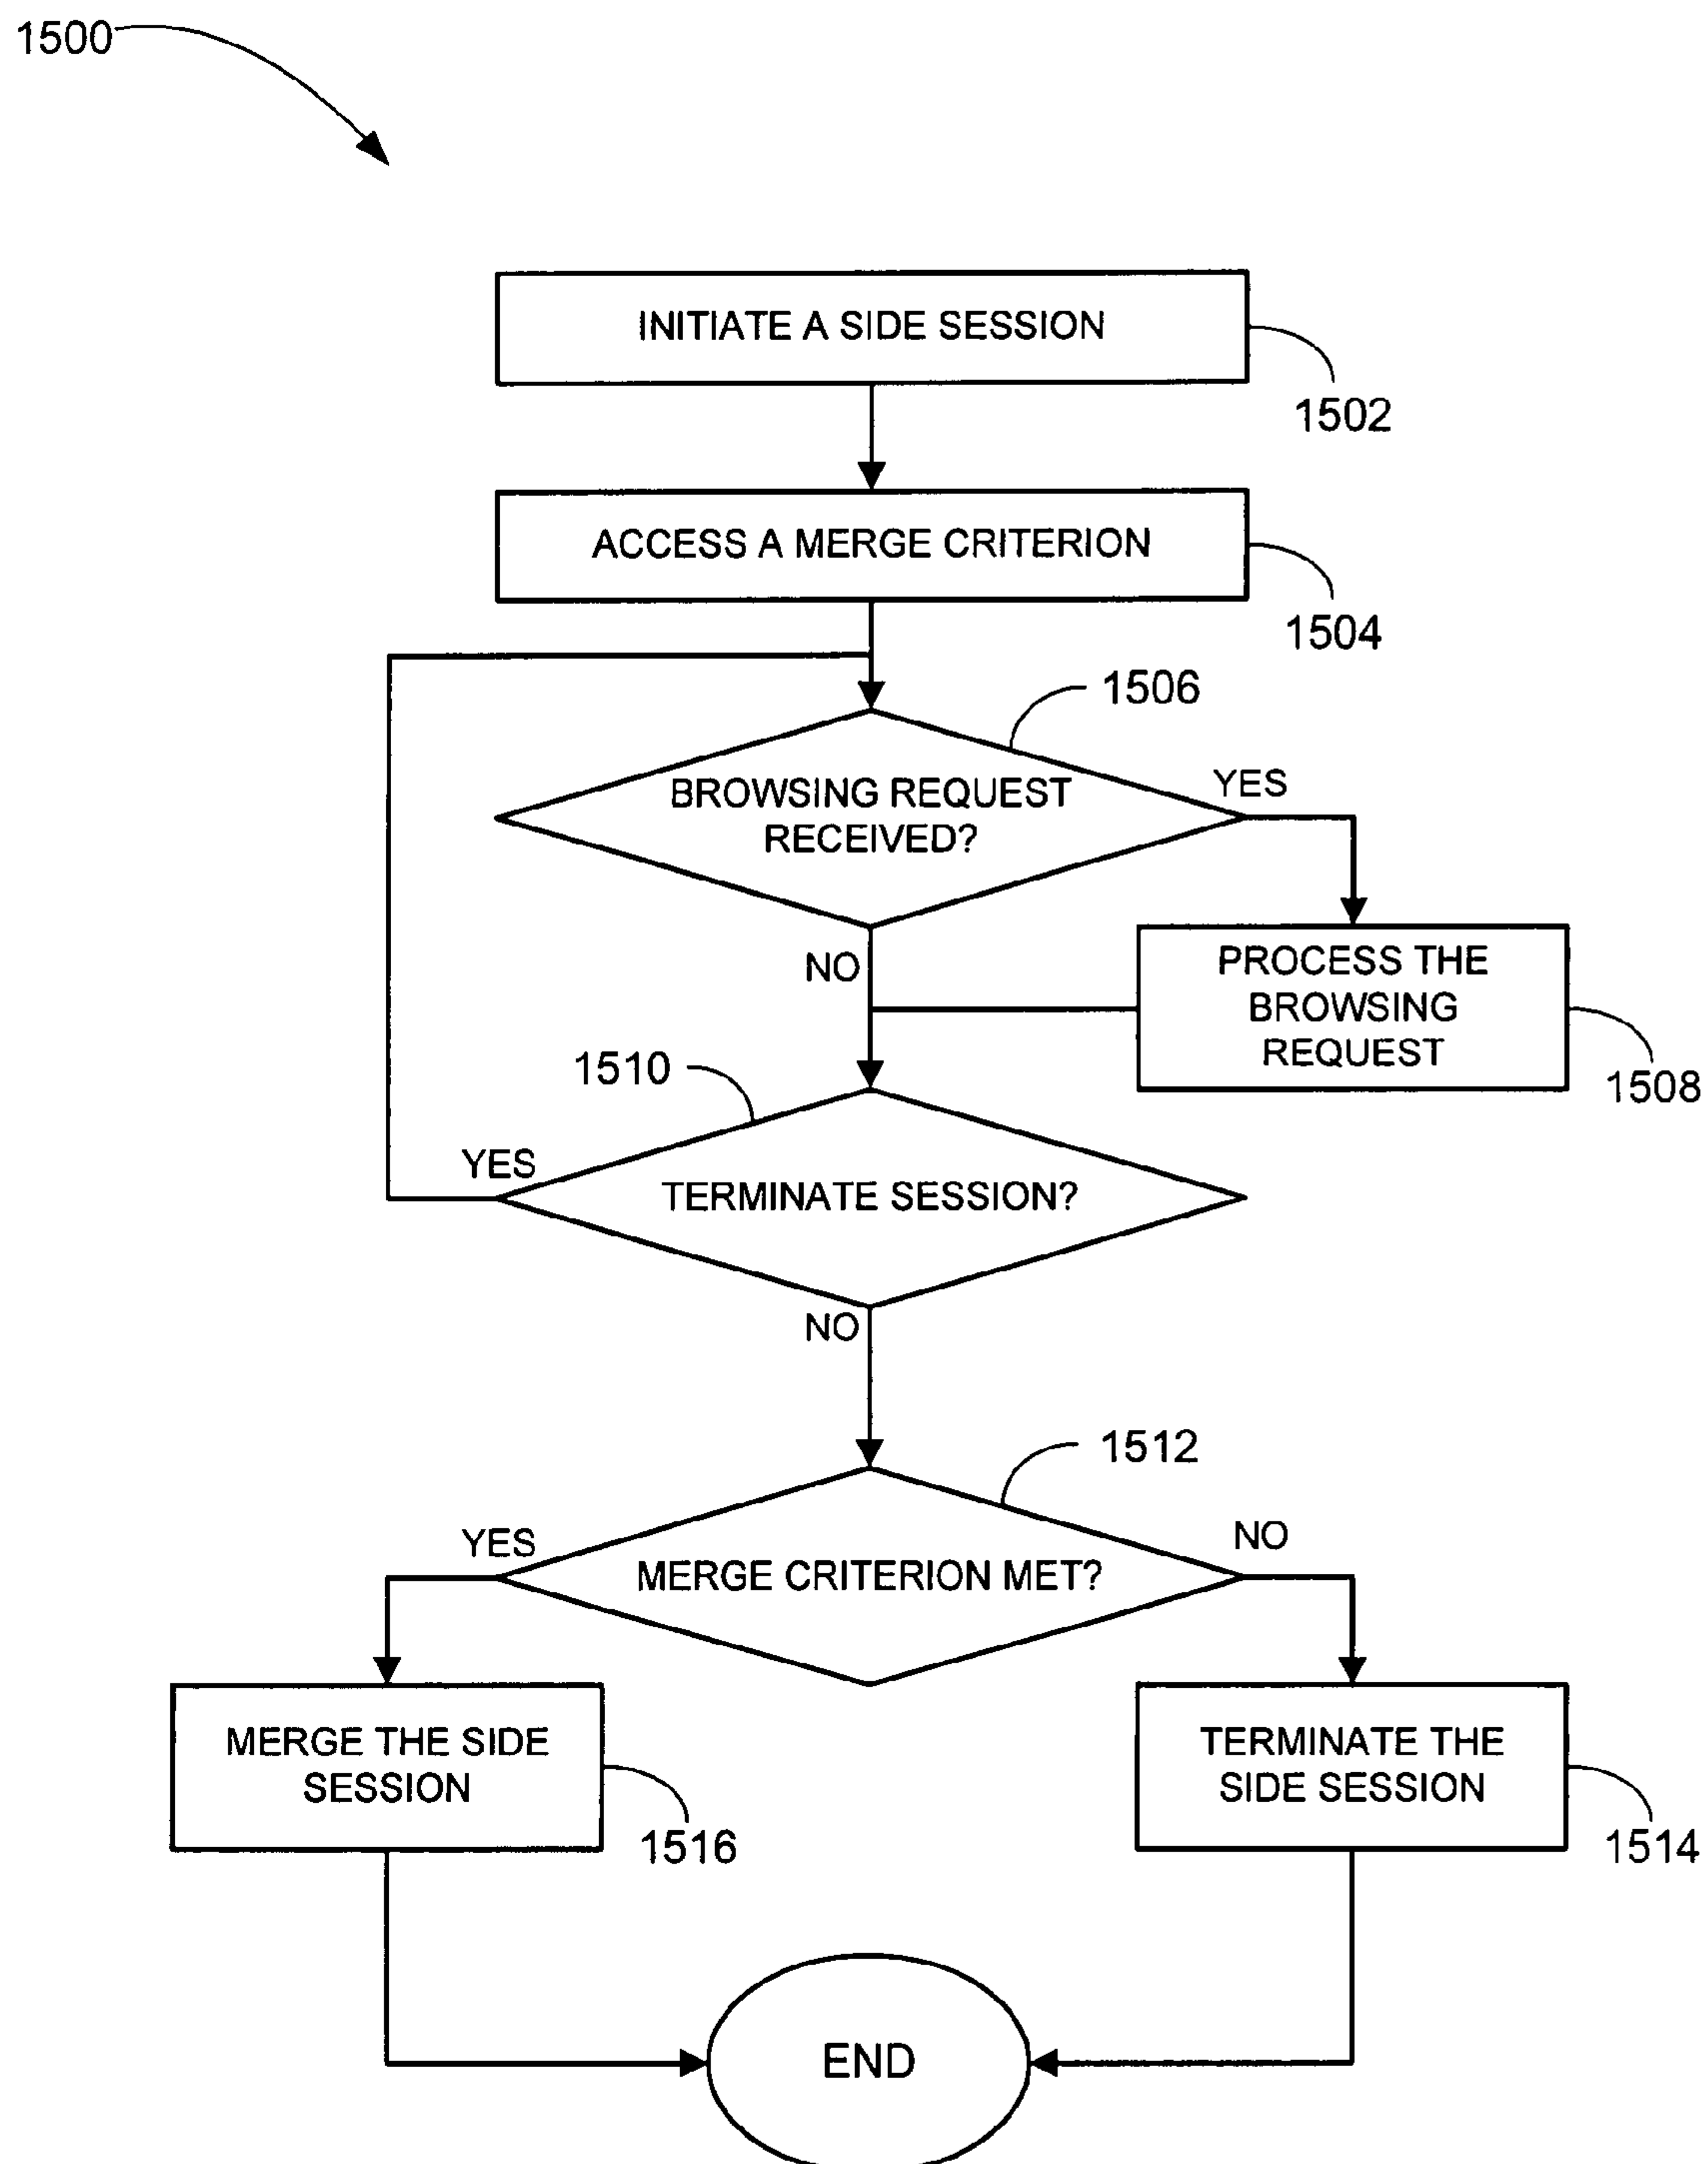 1500
INITIATE A SIDE SESSION
1502
ACCESS A MERGE CRITERION
1504
1506
BROWSING REQUEST
RECEIVED?
YES
NO
PROCESS THE
BROWSING
REQUEST
1508
1510
YES
TERMINATE SESSION?
NO
1512
YES
MERGE CRITERION MET?
NO
MERGE THE SIDE
SESSION
1516
TERMINATE THE
SIDE SESSION
1514
END